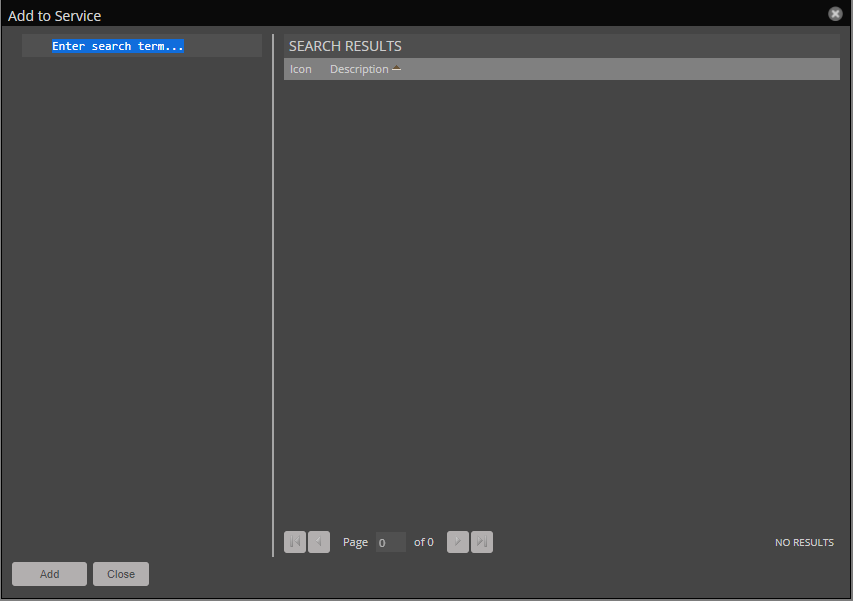 Add to Service
Enter search term...
SEARCH RESULTS
Icon Description
Page 0 of 0
NO RESULTS
Add Close